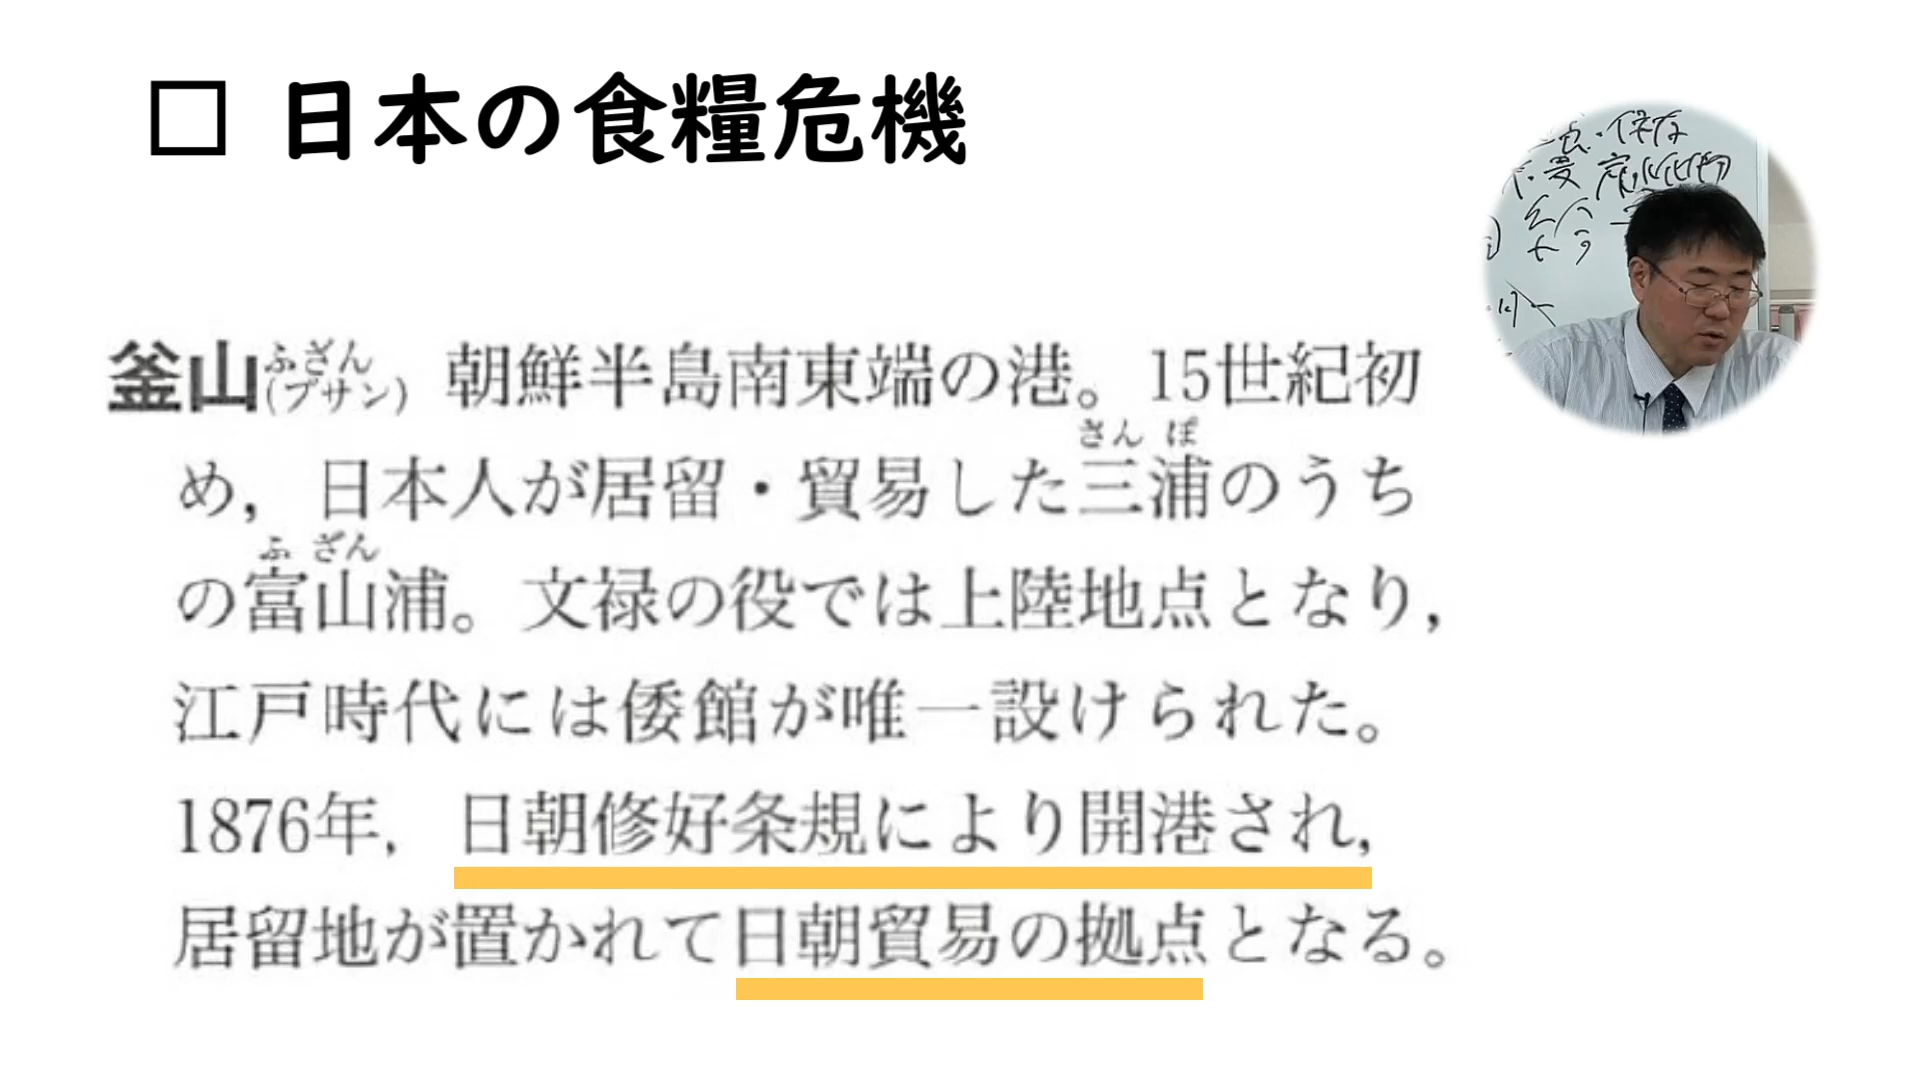 □ 日本の食糧危機
釜山ふざん(プサン) 朝鮮半島南東端の港。15世紀初
め，日本人が居留・貿易した三浦さんぽのうち
の富山ふざん浦。文禄の役では上陸地点となり，
江戸時代には倭館が唯一設けられた。
1876年，日朝修好条規により開港され，
居留地が置かれて日朝貿易の拠点となる。